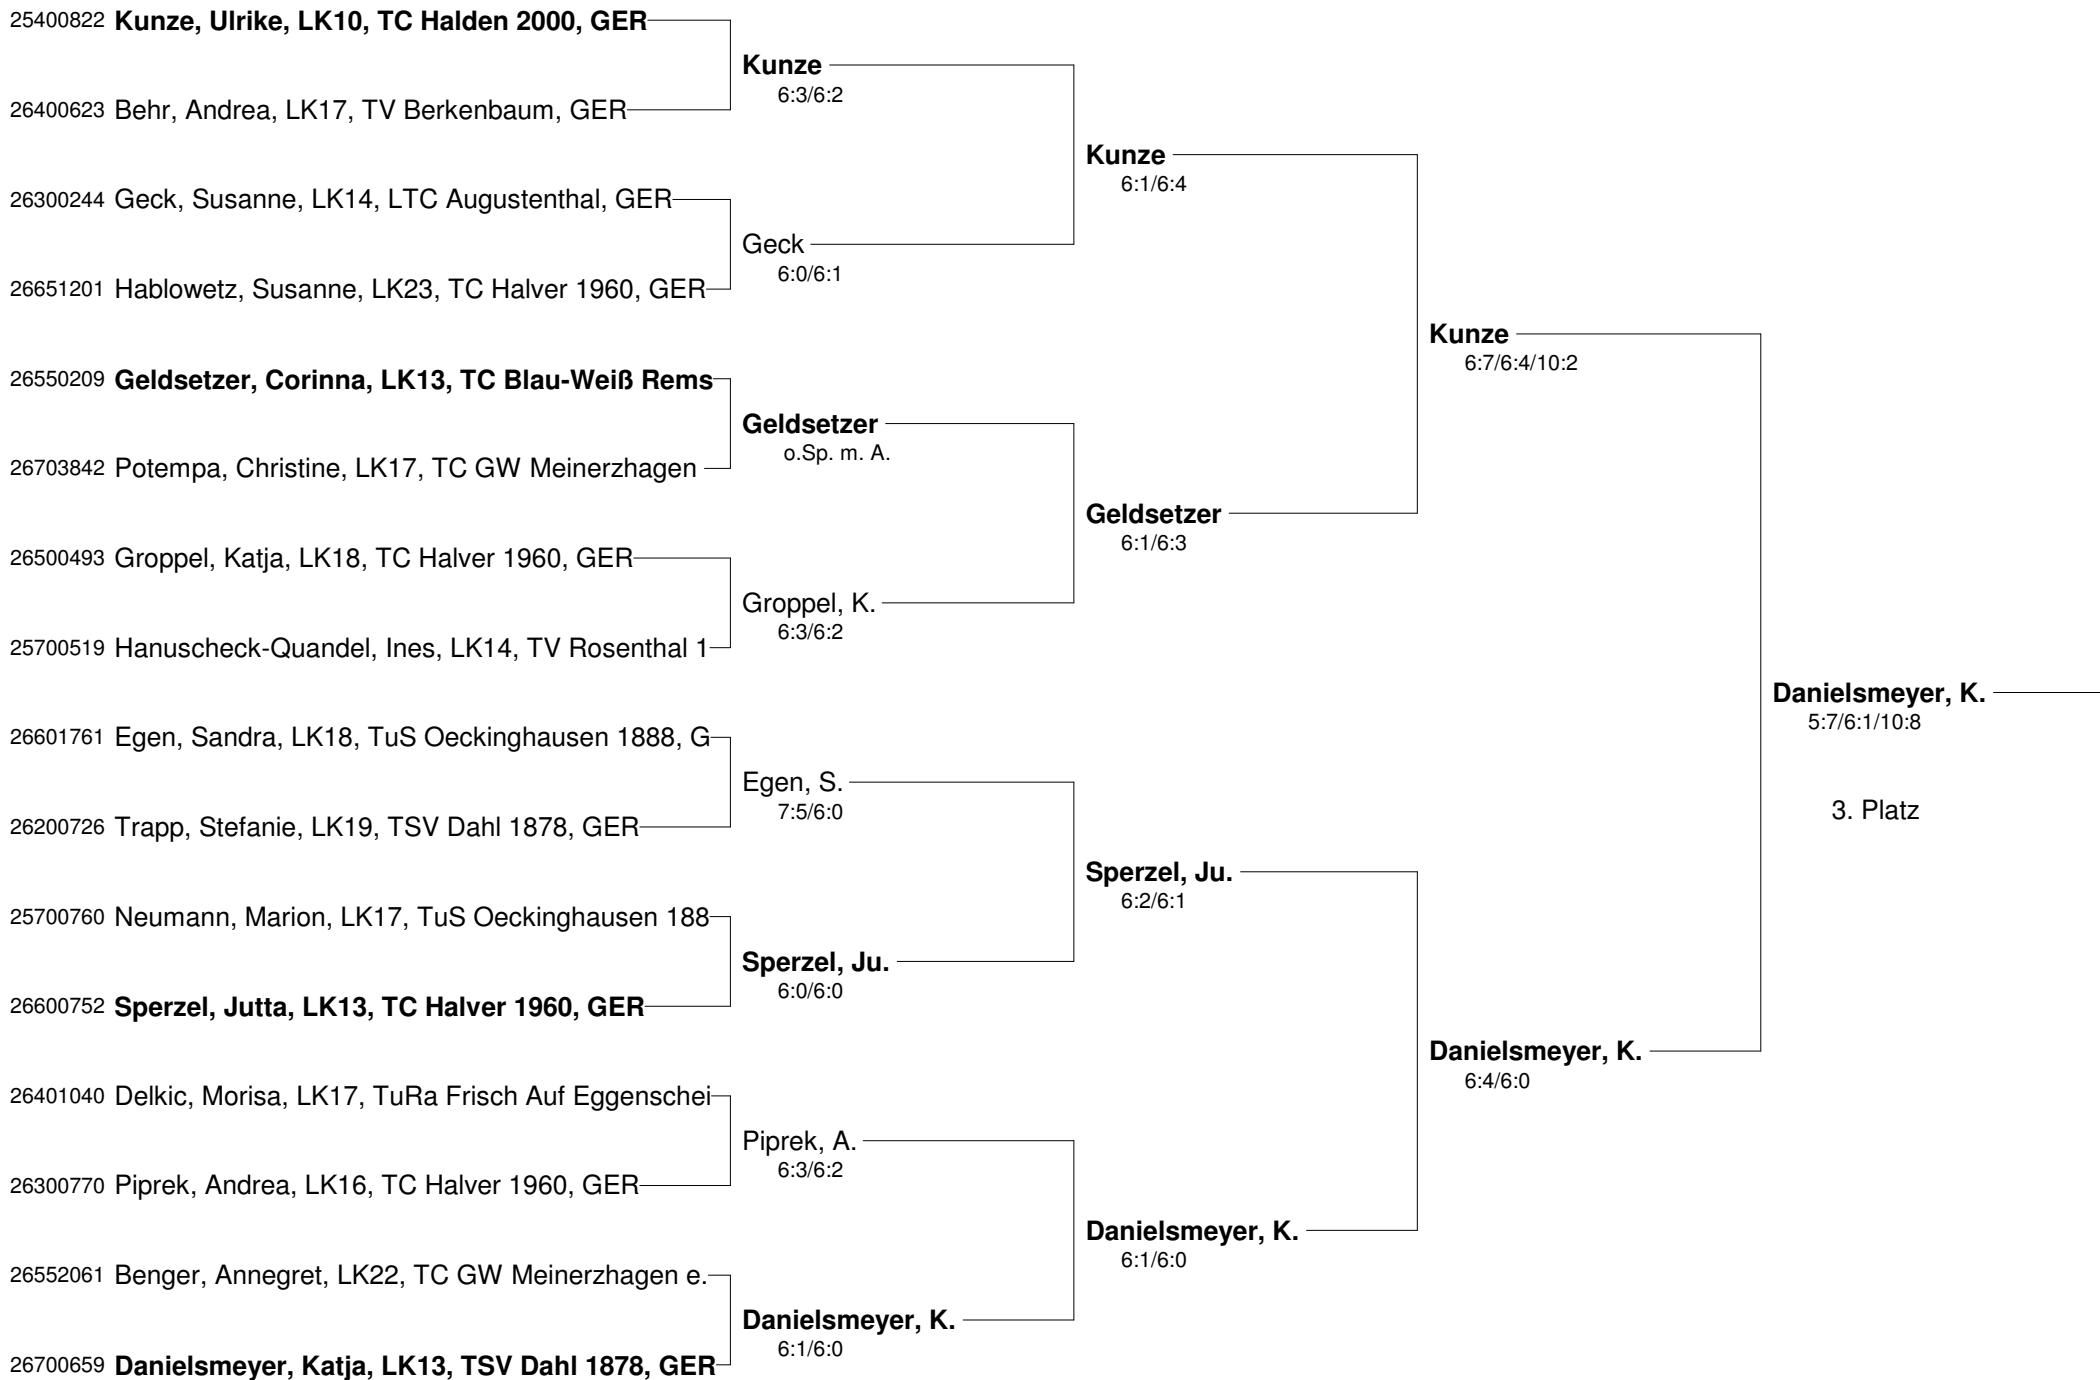 25400822 Kunze, Ulrike, LK10, TC Halden 2000, GER
Kunze
6:3/6:2
26400623 Behr, Andrea, LK17, TV Berkenbaum, GER
Kunze
6:1/6:4
26300244 Geck, Susanne, LK14, LTC Augustenthal, GER
Geck
6:0/6:1
26651201 Hablowetz, Susanne, LK23, TC Halver 1960, GER
Kunze
6:7/6:4/10:2
26550209 Geldsetzer, Corinna, LK13, TC Blau-Weiß Rems
Geldsetzer
o.Sp. m. A.
26703842 Potempa, Christine, LK17, TC GW Meinerzhagen
Geldsetzer
6:1/6:3
26500493 Groppel, Katja, LK18, TC Halver 1960, GER
Groppel, K.
6:3/6:2
25700519 Hanuscheck-Quandel, Ines, LK14, TV Rosenthal 1
Danielsmeyer, K.
5:7/6:1/10:8
26601761 Egen, Sandra, LK18, TuS Oeckinghausen 1888, G
Egen, S.
7:5/6:0
3. Platz
26200726 Trapp, Stefanie, LK19, TSV Dahl 1878, GER
Sperzel, Ju.
6:2/6:1
25700760 Neumann, Marion, LK17, TuS Oeckinghausen 188
Sperzel, Ju.
6:0/6:0
26600752 Sperzel, Jutta, LK13, TC Halver 1960, GER
Danielsmeyer, K.
6:4/6:0
26401040 Delkic, Morisa, LK17, TuRa Frisch Auf Eggenschei
Piprek, A.
6:3/6:2
26300770 Piprek, Andrea, LK16, TC Halver 1960, GER
Danielsmeyer, K.
6:1/6:0
26552061 Benger, Annegret, LK22, TC GW Meinerzhagen e.
Danielsmeyer, K.
6:1/6:0
26700659 Danielsmeyer, Katja, LK13, TSV Dahl 1878, GER